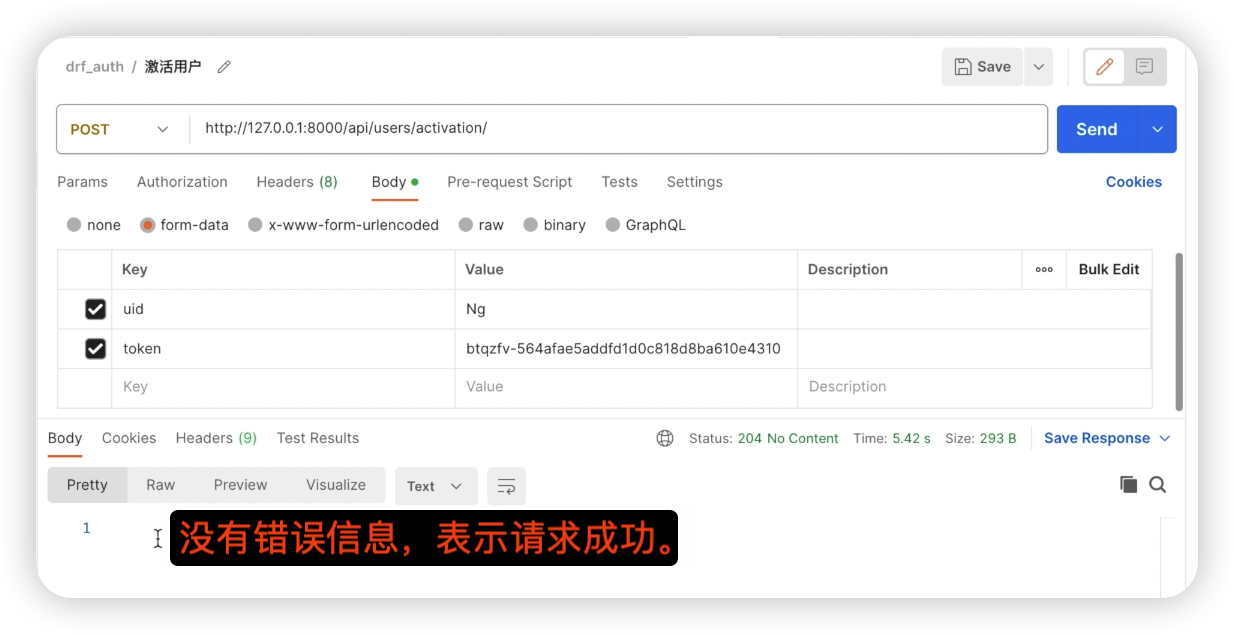 drf_auth / 激活用户
Save
POST http://127.0.0.1:8000/api/users/activation/ Send
Params Authorization Headers (8) Body Pre-request Script Tests Settings Cookies
none form-data x-www-form-urlencoded raw binary GraphQL
Key Value Description ooo Bulk Edit
uid Ng
token btqzfv-564afae5addfd1d0c818d8ba610e4310
Key Value Description
Body Cookies Headers (9) Test Results Status: 204 No Content Time: 5.42 s Size: 293 B Save Response
Pretty Raw Preview Visualize Text
1
没有错误信息，表示请求成功。